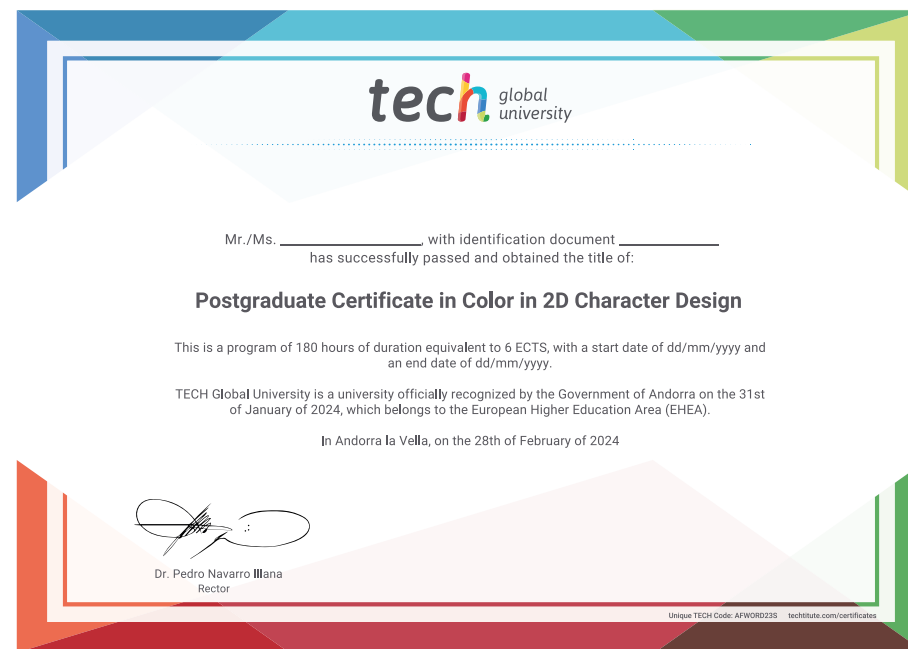 tech global university
Mr./Ms. ____________________, with identification document ______________
has successfully passed and obtained the title of:
Postgraduate Certificate in Color in 2D Character Design
This is a program of 180 hours of duration equivalent to 6 ECTS, with a start date of dd/mm/yyyy and
an end date of dd/mm/yyyy.
TECH Global University is a university officially recognized by the Government of Andorra on the 31st
of January of 2024, which belongs to the European Higher Education Area (EHEA).
In Andorra la Vella, on the 28th of February of 2024
Dr. Pedro Navarro Illana
Rector
Unique TECH Code: AFWORD23S techtitute.com/certificates